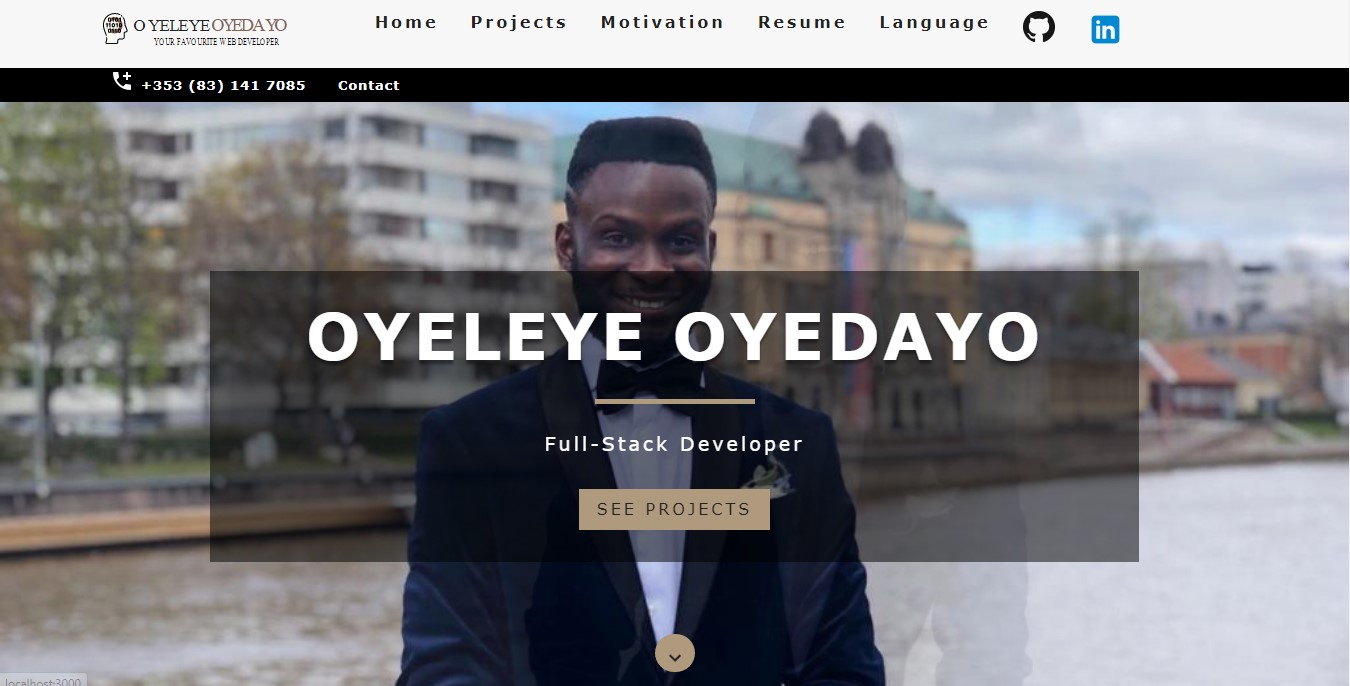 OYELEYE OYEDAYO
YOUR FAVOURITE WEB DEVELOPER
Home Projects Motivation Resume Language
in
+353 (83) 141 7085 Contact
OYELEYE OYEDAYO
Full-Stack Developer
SEE PROJECTS
localhost:3000